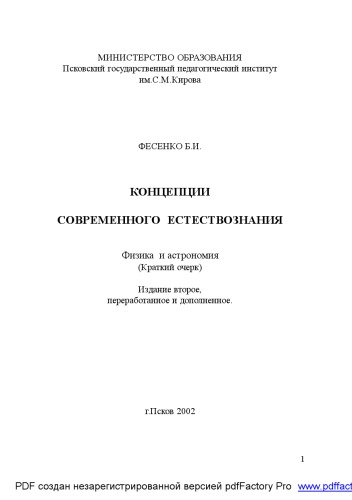 МИНИСТЕРСТВО ОБРАЗОВАНИЯ
Псковский государственный педагогический институт
им.С.М.Кирова
ФЕСЕНКО Б.И.
КОНЦЕПЦИИ
СОВРЕМЕННОГО ЕСТЕСТВОЗНАНИЯ
Физика и астрономия
(Краткий очерк)
Издание второе,
переработанное и дополненное.
г.Псков 2002
1
PDF создан незарегистрированной версией pdfFactory Pro www.pdffact